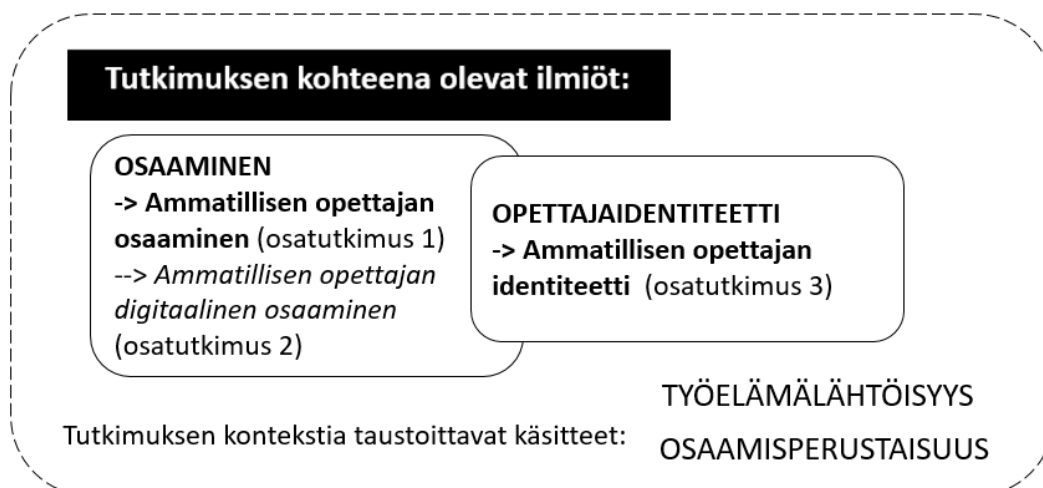 Tutkimuksen kohteena olevat ilmiöt:
OSAAMINEN
-> Ammatillisen opettajan
osaaminen (osatutkimus 1)
--> Ammatillisen opettajan
digitaalinen osaaminen
(osatutkimus 2)
OPETTAJAIDENTITEETTI
-> Ammatillisen opettajan
identiteetti (osatutkimus 3)
Tutkimuksen kontekstia taustoittavat käsitteet:
TYÖELÄMÄLÄHTÖISYYS
OSAAMISPERUSTAISUUS